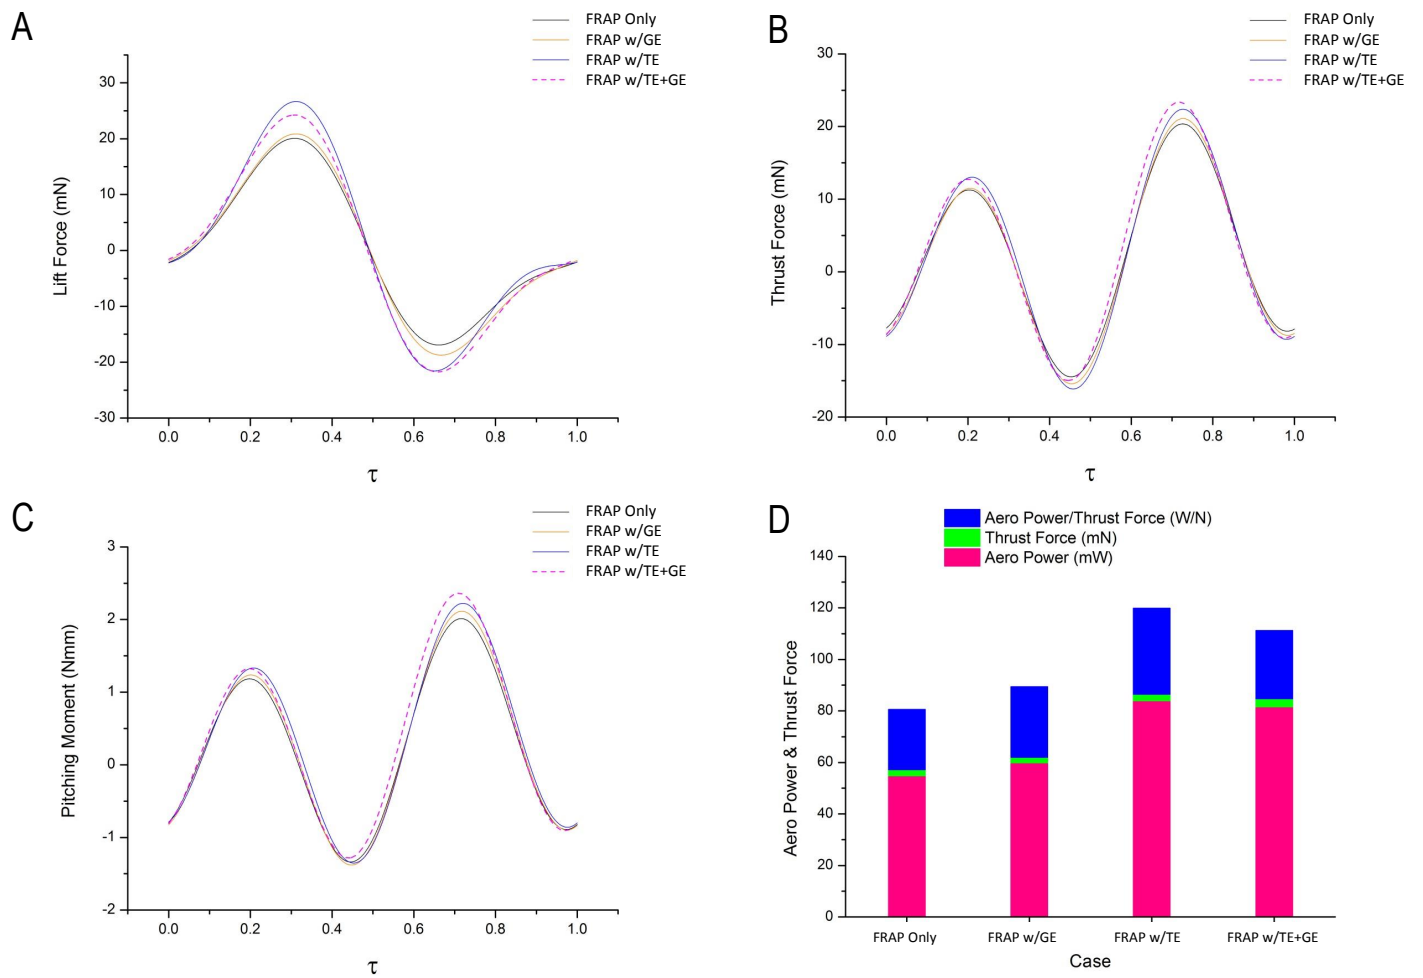 A
FRAP Only
FRAP w/GE
FRAP w/TE
FRAP w/TE+GE
30
20
10
0
-10
-20
-30
Lift Force (mN)
0.0 0.2 0.4 0.6 0.8 1.0
τ
B
FRAP Only
FRAP w/GE
FRAP w/TE
FRAP w/TE+GE
30
20
10
0
-10
-20
Thrust Force (mN)
0.0 0.2 0.4 0.6 0.8 1.0
τ
C
FRAP Only
FRAP w/GE
FRAP w/TE
FRAP w/TE+GE
3
2
1
0
-1
-2
Pitching Moment (Nmm)
0.0 0.2 0.4 0.6 0.8 1.0
τ
D
Aero Power/Thrust Force (W/N)
Thrust Force (mN)
Aero Power (mW)
140
120
100
80
60
40
20
0
Aero Power & Thrust Force
FRAP Only FRAP w/GE FRAP w/TE FRAP w/TE+GE
Case